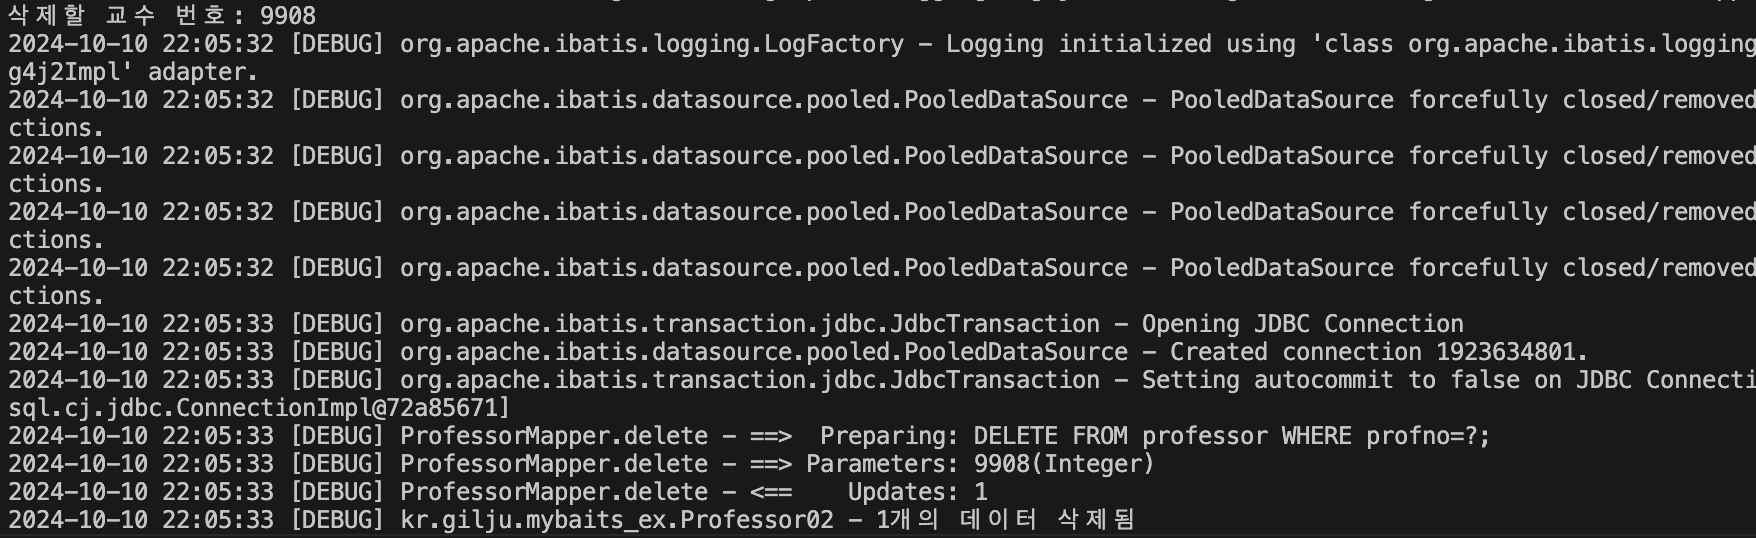 삭제할 교수 번호: 9908
2024-10-10 22:05:32 [DEBUG] org.apache.ibatis.logging.LogFactory - Logging initialized using 'class org.apache.ibatis.logging
g4j2Impl' adapter.
2024-10-10 22:05:32 [DEBUG] org.apache.ibatis.datasource.pooled.PooledDataSource - PooledDataSource forcefully closed/removed
ctions.
2024-10-10 22:05:32 [DEBUG] org.apache.ibatis.datasource.pooled.PooledDataSource - PooledDataSource forcefully closed/removed
ctions.
2024-10-10 22:05:32 [DEBUG] org.apache.ibatis.datasource.pooled.PooledDataSource - PooledDataSource forcefully closed/removed
ctions.
2024-10-10 22:05:32 [DEBUG] org.apache.ibatis.datasource.pooled.PooledDataSource - PooledDataSource forcefully closed/removed
ctions.
2024-10-10 22:05:33 [DEBUG] org.apache.ibatis.transaction.jdbc.JdbcTransaction - Opening JDBC Connection
2024-10-10 22:05:33 [DEBUG] org.apache.ibatis.datasource.pooled.PooledDataSource - Created connection 1923634801.
2024-10-10 22:05:33 [DEBUG] org.apache.ibatis.transaction.jdbc.JdbcTransaction - Setting autocommit to false on JDBC Connecti
sql.cj.jdbc.ConnectionImpl@72a85671]
2024-10-10 22:05:33 [DEBUG] ProfessorMapper.delete - ==>  Preparing: DELETE FROM professor WHERE profno=?;
2024-10-10 22:05:33 [DEBUG] ProfessorMapper.delete - ==> Parameters: 9908(Integer)
2024-10-10 22:05:33 [DEBUG] ProfessorMapper.delete - <==    Updates: 1
2024-10-10 22:05:33 [DEBUG] kr.gilju.mybaits_ex.Professor02 - 1개의 데이터 삭제됨